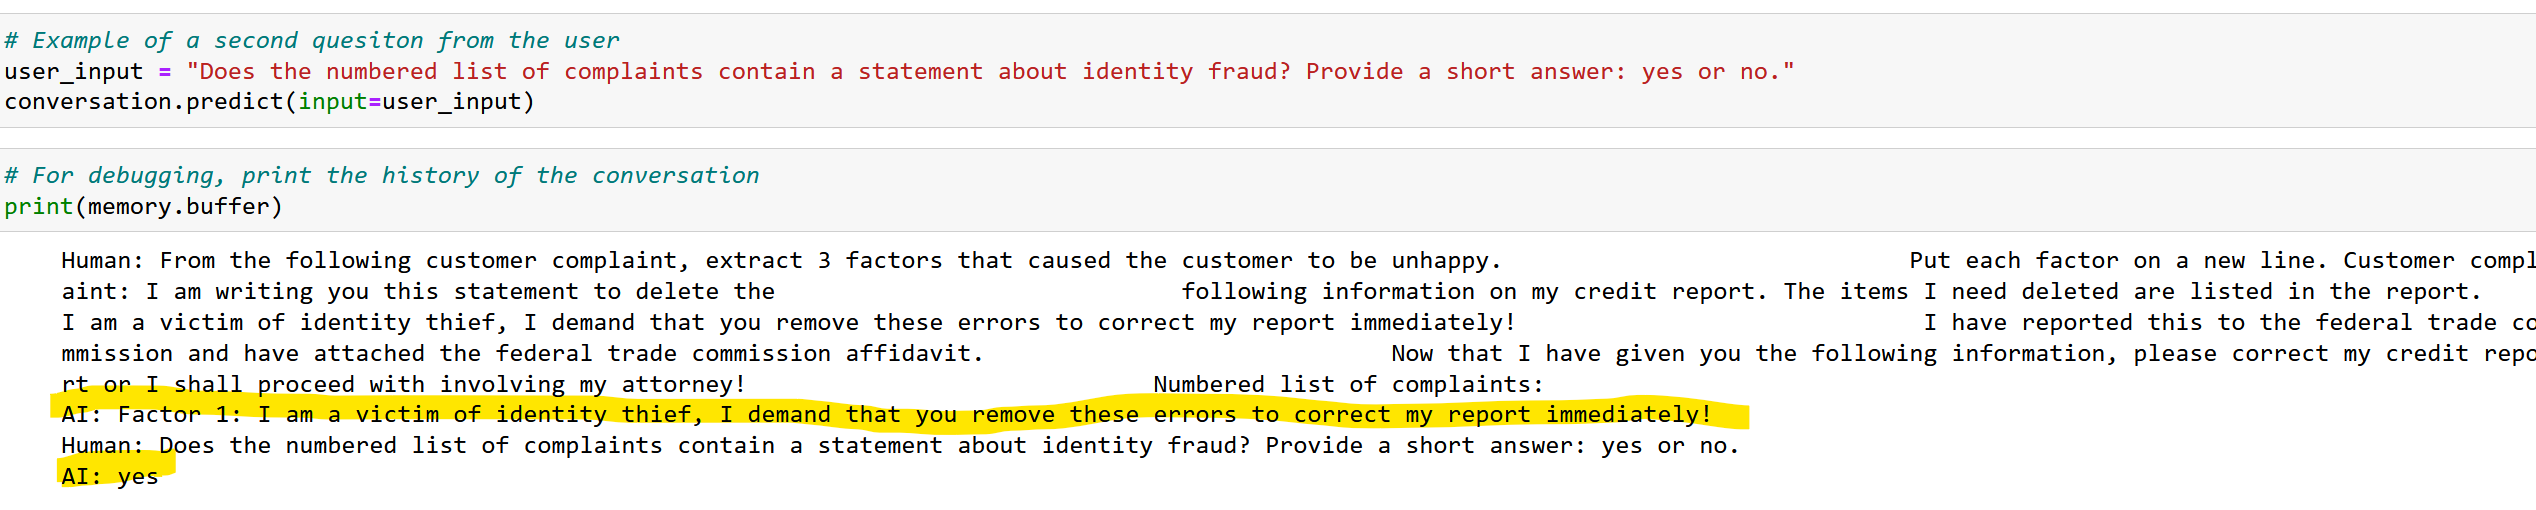 # Example of a second quesiton from the user
user_input = "Does the numbered list of complaints contain a statement about identity fraud? Provide a short answer: yes or no."
conversation.predict(input=user_input)
# For debugging, print the history of the conversation
print(memory.buffer)
Human: From the following customer complaint, extract 3 factors that caused the customer to be unhappy. Put each factor on a new line. Customer compl
aint: I am writing you this statement to delete the following information on my credit report. The items I need deleted are listed in the report.
I am a victim of identity thief, I demand that you remove these errors to correct my report immediately! I have reported this to the federal trade co
mmission and have attached the federal trade commission affidavit. Now that I have given you the following information, please correct my credit repo
rt or I shall proceed with involving my attorney! Numbered list of complaints:
AI: Factor 1: I am a victim of identity thief, I demand that you remove these errors to correct my report immediately!
Human: Does the numbered list of complaints contain a statement about identity fraud? Provide a short answer: yes or no.
AI: yes